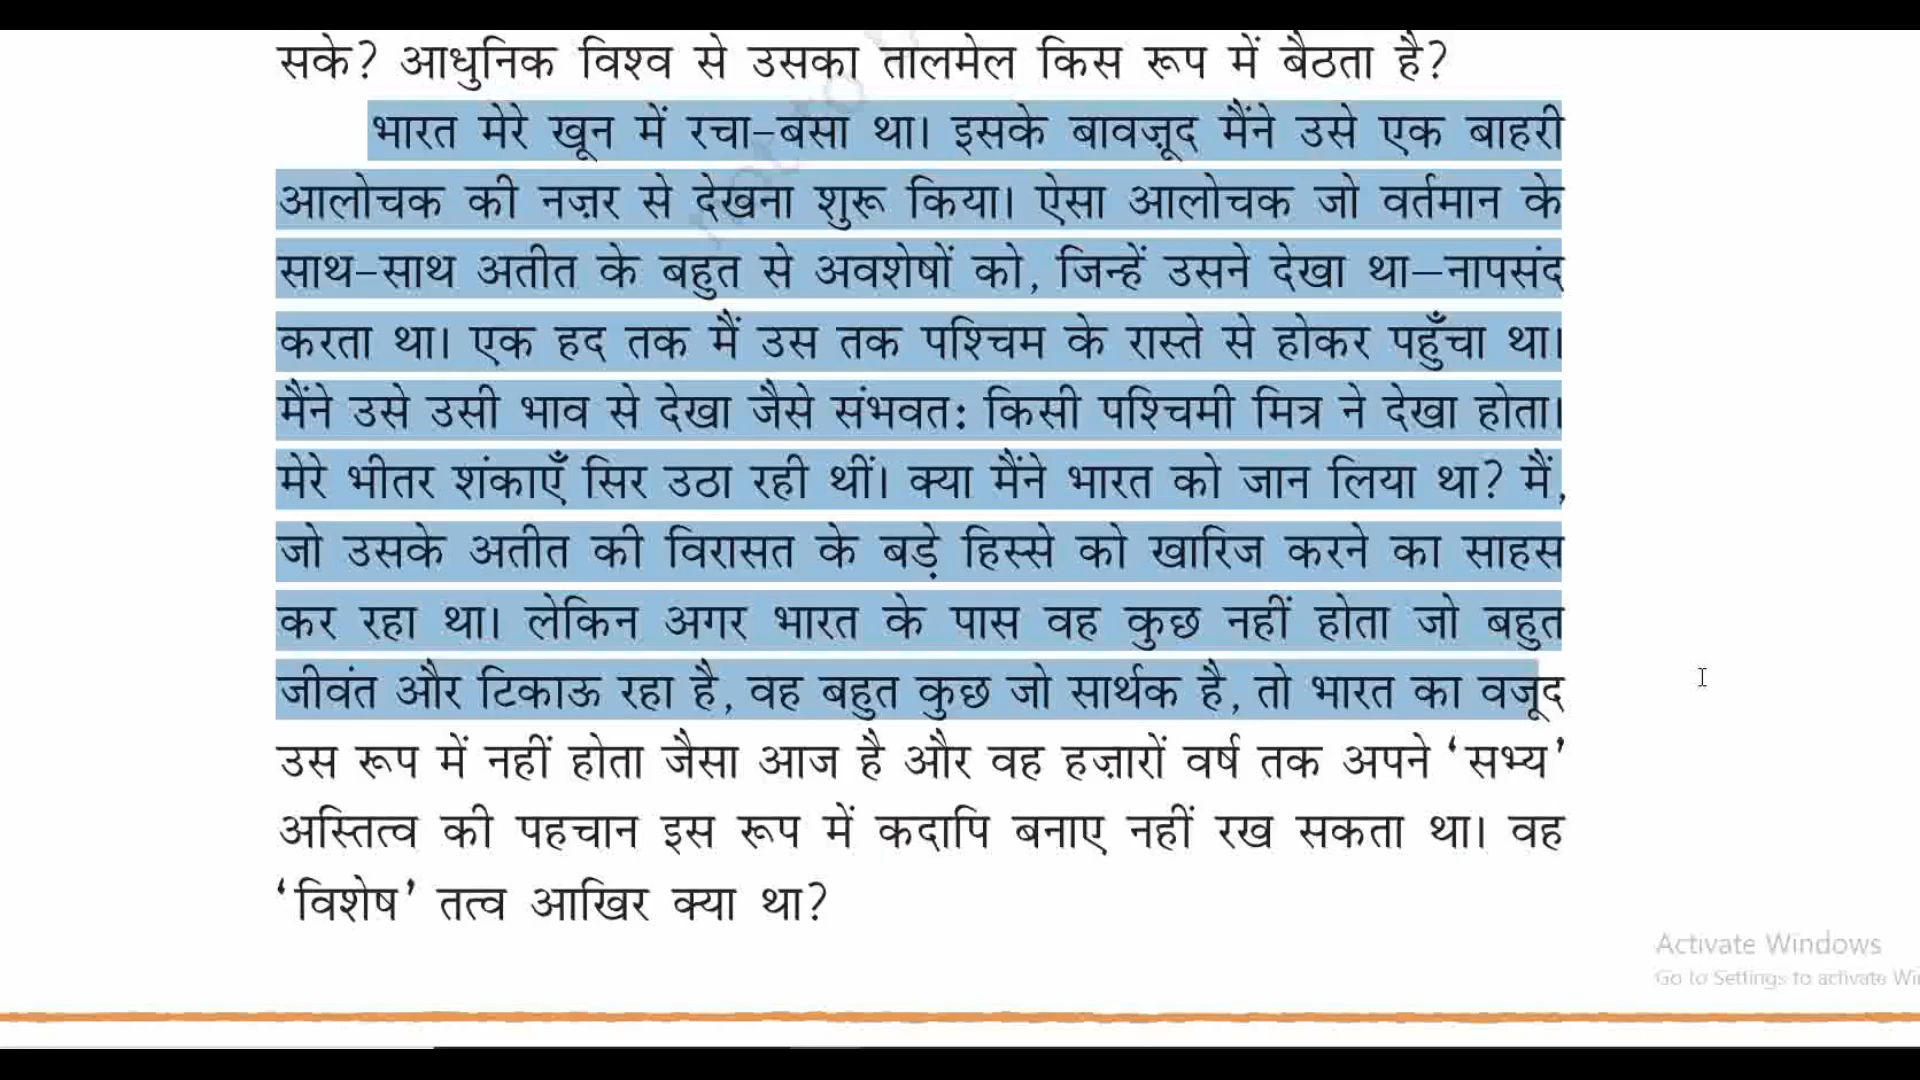 सके? आधुनिक विश्व से उसका तालमेल किस रूप में बैठता है?
भारत मेरे खून में रचा-बसा था। इसके बावज़ूद मैंने उसे एक बाहरी
आलोचक की नज़र से देखना शुरू किया। ऐसा आलोचक जो वर्तमान के
साथ-साथ अतीत के बहुत से अवशेषों को, जिन्हें उसने देखा था—नापसंद
करता था। एक हद तक मैं उस तक पश्चिम के रास्ते से होकर पहुँचा था।
मैंने उसे उसी भाव से देखा जैसे संभवत: किसी पश्चिमी मित्र ने देखा होता।
मेरे भीतर शंकाएँ सिर उठा रही थीं। क्या मैंने भारत को जान लिया था? मैं,
जो उसके अतीत की विरासत के बड़े हिस्से को खारिज करने का साहस
कर रहा था। लेकिन अगर भारत के पास वह कुछ नहीं होता जो बहुत
जीवंत और टिकाऊ रहा है, वह बहुत कुछ जो सार्थक है, तो भारत का वजूद
उस रूप में नहीं होता जैसा आज है और वह हज़ारों वर्ष तक अपने ‘सभ्य’
अस्तित्व की पहचान इस रूप में कदापि बनाए नहीं रख सकता था। वह
‘विशेष’ तत्व आखिर क्या था?
Activate Windows
Go to Settings to activate Wi